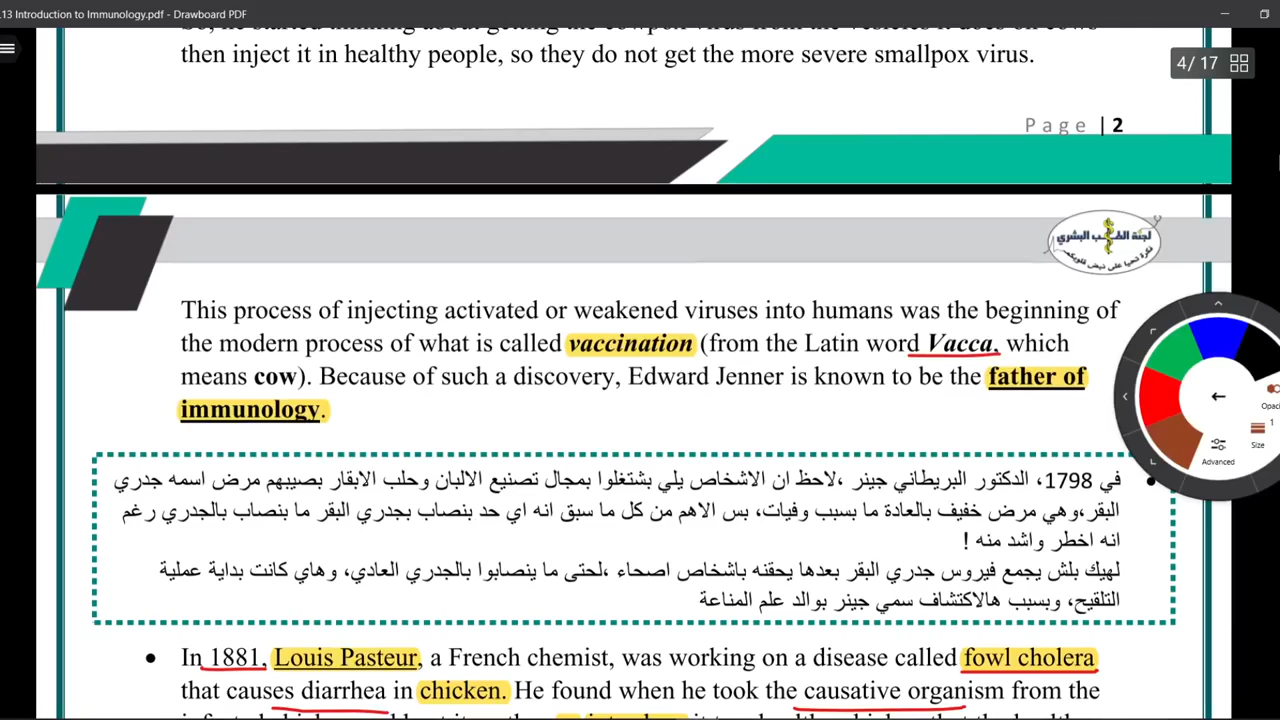 .13 Introduction to Immunology.pdf - Drawboard PDF
then inject it in healthy people, so they do not get the more severe smallpox virus.
4/ 17
Page | 2
لجنة الطب البشري
This process of injecting activated or weakened viruses into humans was the beginning of
the modern process of what is called vaccination (from the Latin word Vacca, which
means cow). Because of such a discovery, Edward Jenner is known to be the father of
immunology.
Opac
1
Size
Advanced
في 1798، الدكتور البريطاني جينر ،لاحظ ان الاشخاص يلي بشتغلوا بمجال تصنيع الالبان وحلب الابقار بصيبهم مرض اسمه جدري
البقر،وهي مرض خفيف بالعادة ما بسبب وفيات، بس الاهم من كل ما سبق انه اي حد بنصاب بجدري البقر ما بنصاب بالجدري رغم
انه اخطر واشد منه !
لهيك بلش يجمع فيروس جدري البقر بعدها يحقنه باشخاص اصحاء ،لحتى ما ينصابوا بالجدري العادي، وهاي كانت بداية عملية
التلقيح، وبسبب هالاكتشاف سمي جينر بوالد علم المناعة
• In 1881, Louis Pasteur, a French chemist, was working on a disease called fowl cholera
that causes diarrhea in chicken. He found when he took the causative organism from the